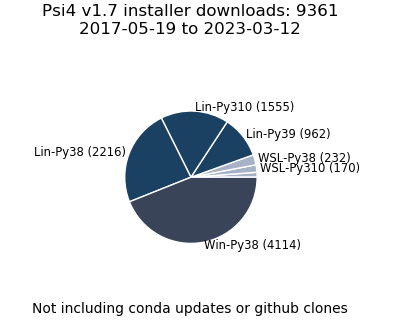 Psi4 v1.7 installer downloads: 9361
2017-05-19 to 2023-03-12
Lin-Py310 (1555)
Lin-Py39 (962)
Lin-Py38 (2216)
WSL-Py38 (232)
WSL-Py310 (170)
Win-Py38 (4114)
Not including conda updates or github clones